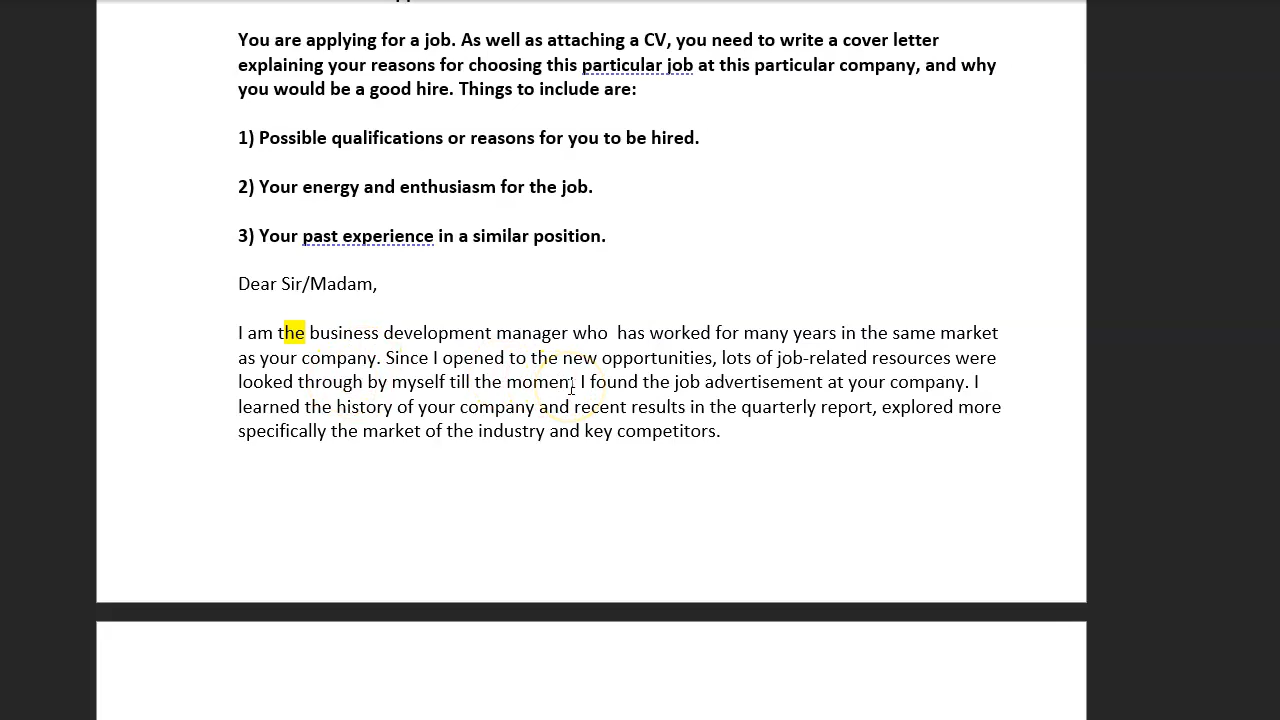 You are applying for a job. As well as attaching a CV, you need to write a cover letter
explaining your reasons for choosing this particular job at this particular company, and why
you would be a good hire. Things to include are:
1) Possible qualifications or reasons for you to be hired.
2) Your energy and enthusiasm for the job.
3) Your past experience in a similar position.
Dear Sir/Madam,
I am the business development manager who  has worked for many years in the same market
as your company. Since I opened to the new opportunities, lots of job-related resources were
looked through by myself till the moment I found the job advertisement at your company. I
learned the history of your company and recent results in the quarterly report, explored more
specifically the market of the industry and key competitors.